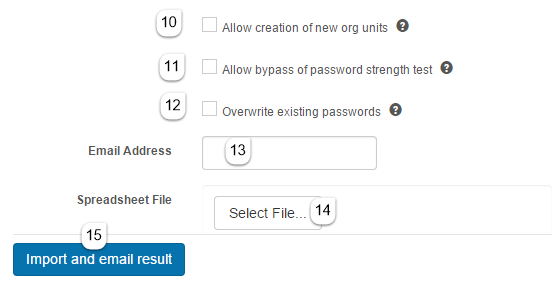 10 Allow creation of new org units ?
11 Allow bypass of password strength test ?
12 Overwrite existing passwords ?
Email Address 13
Spreadsheet File
Select File... 14
15
Import and email result